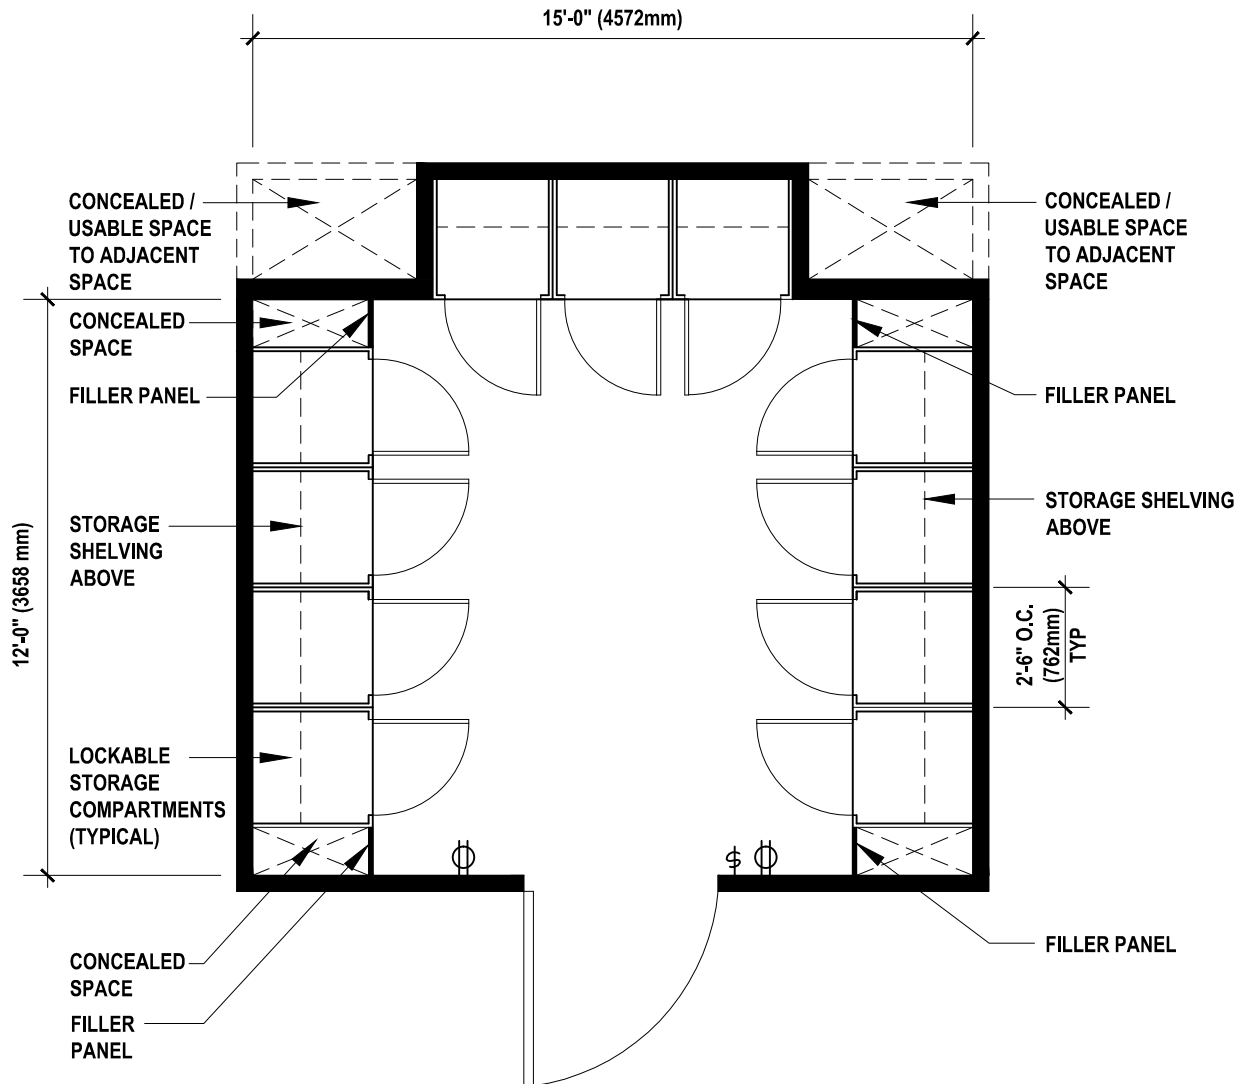 15'-0" (4572mm)
CONCEALED /
USABLE SPACE
TO ADJACENT
SPACE
CONCEALED
SPACE
FILLER PANEL
STORAGE
SHELVING
ABOVE
12'-0" (3658 mm)
LOCKABLE
STORAGE
COMPARTMENTS
(TYPICAL)
CONCEALED
SPACE
FILLER
PANEL
CONCEALED /
USABLE SPACE
TO ADJACENT
SPACE
FILLER PANEL
STORAGE SHELVING
ABOVE
2'-6" O.C.
(762mm)
TYP
FILLER PANEL
$